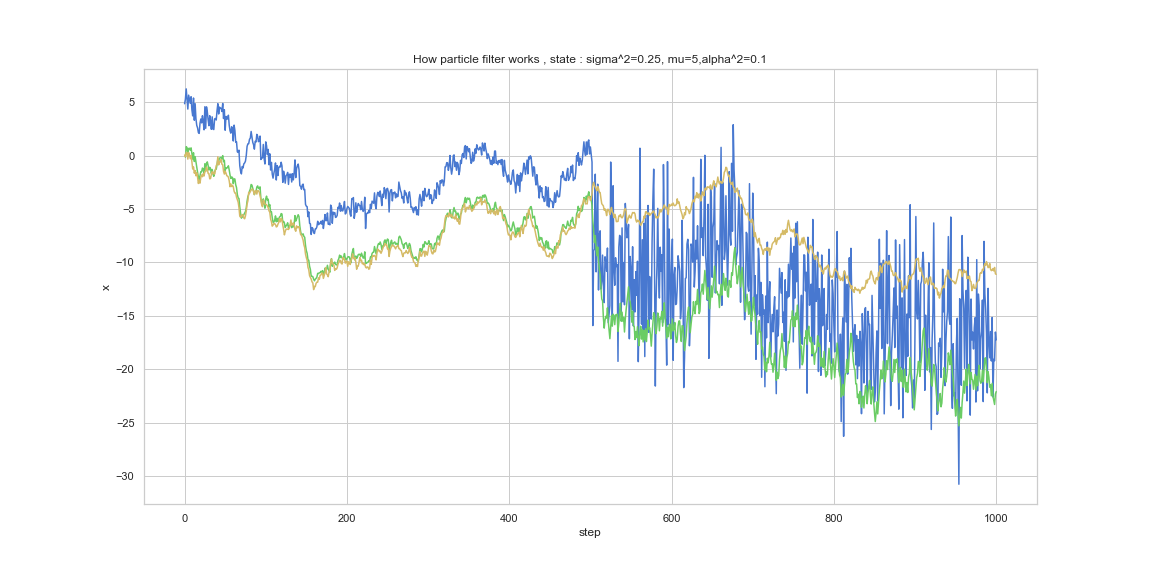 How particle filter works , state : sigma^2=0.25, mu=5,alpha^2=0.1
5
0
−5
−10
−15
−20
−25
−30
x
0 200 400 600 800 1000
step